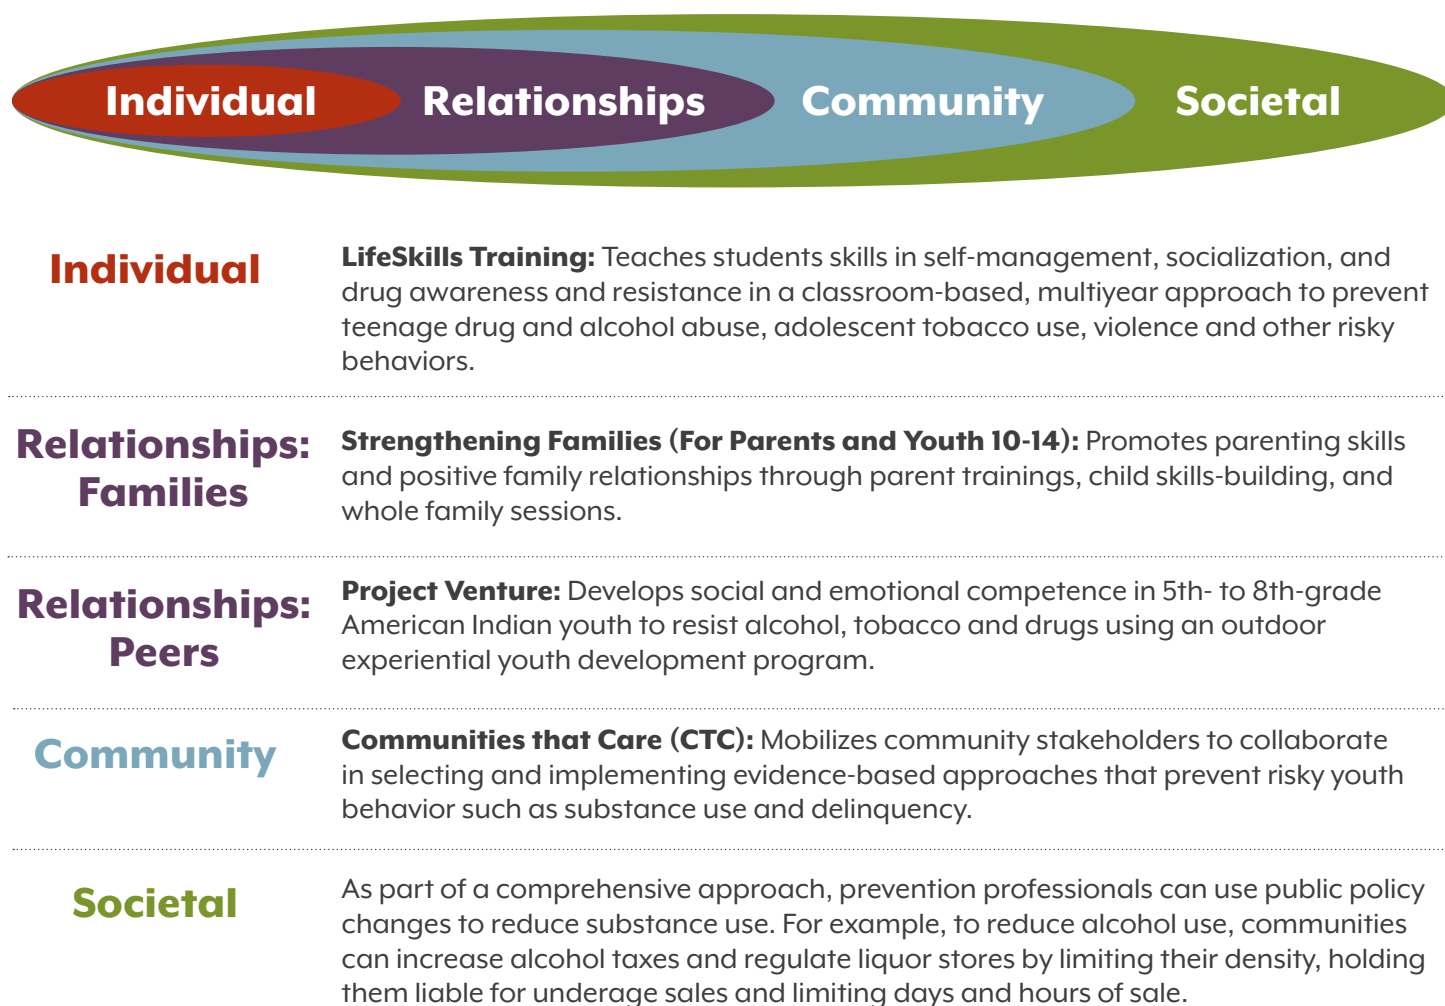 Individual Relationships Community Societal
Individual
LifeSkills Training: Teaches students skills in self-management, socialization, and
drug awareness and resistance in a classroom-based, multiyear approach to prevent
teenage drug and alcohol abuse, adolescent tobacco use, violence and other risky
behaviors.
Relationships:
Families
Strengthening Families (For Parents and Youth 10-14): Promotes parenting skills
and positive family relationships through parent trainings, child skills-building, and
whole family sessions.
Relationships:
Peers
Project Venture: Develops social and emotional competence in 5th- to 8th-grade
American Indian youth to resist alcohol, tobacco and drugs using an outdoor
experiential youth development program.
Community
Communities that Care (CTC): Mobilizes community stakeholders to collaborate
in selecting and implementing evidence-based approaches that prevent risky youth
behavior such as substance use and delinquency.
Societal
As part of a comprehensive approach, prevention professionals can use public policy
changes to reduce substance use. For example, to reduce alcohol use, communities
can increase alcohol taxes and regulate liquor stores by limiting their density, holding
them liable for underage sales and limiting days and hours of sale.